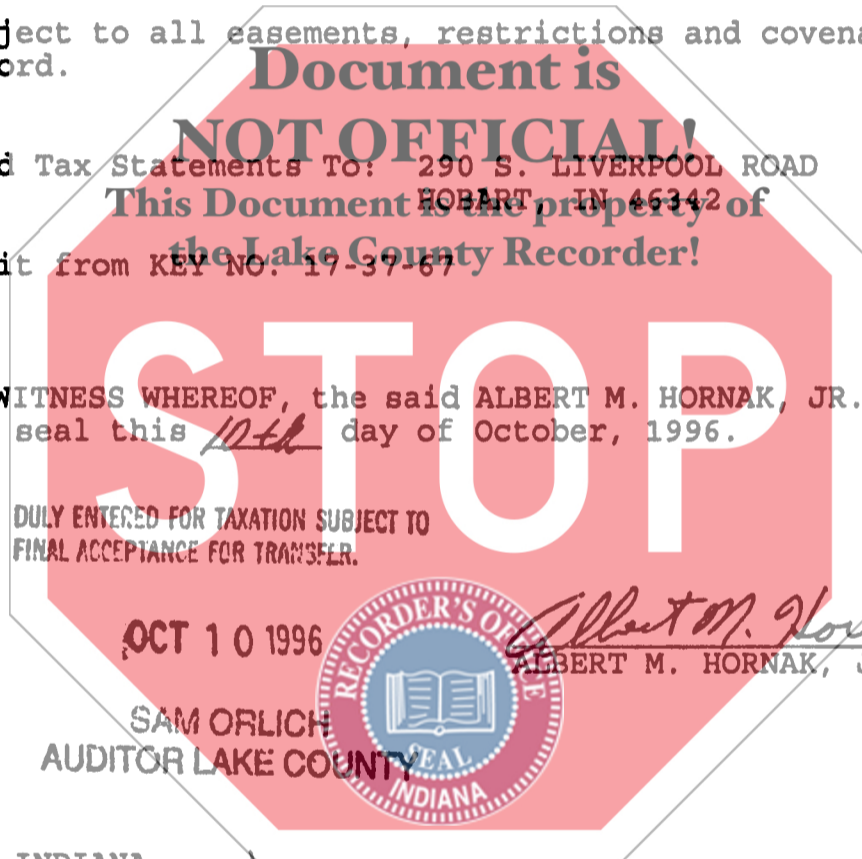 ject to all easements, restrictions and covena
ord.
Document is
NOT OFFICIAL!
d Tax Statements To: 290 S. LIVERPOOL ROAD
HOBART, IN 46342
This Document is the property of
the Lake County Recorder!
it from KEY NO. 17-37-67
STOP
WITNESS WHEREOF, the said ALBERT M. HORNAK, JR.
seal this 10th day of October, 1996.
DULY ENTERED FOR TAXATION SUBJECT TO
FINAL ACCEPTANCE FOR TRANSFER.
OCT 10 1996
Albert M. Hor
ALBERT M. HORNAK, J
RECORDER'S OFFICE
SEAL
INDIANA
SAM ORLICH
AUDITOR LAKE COUNTY
INDIANA )